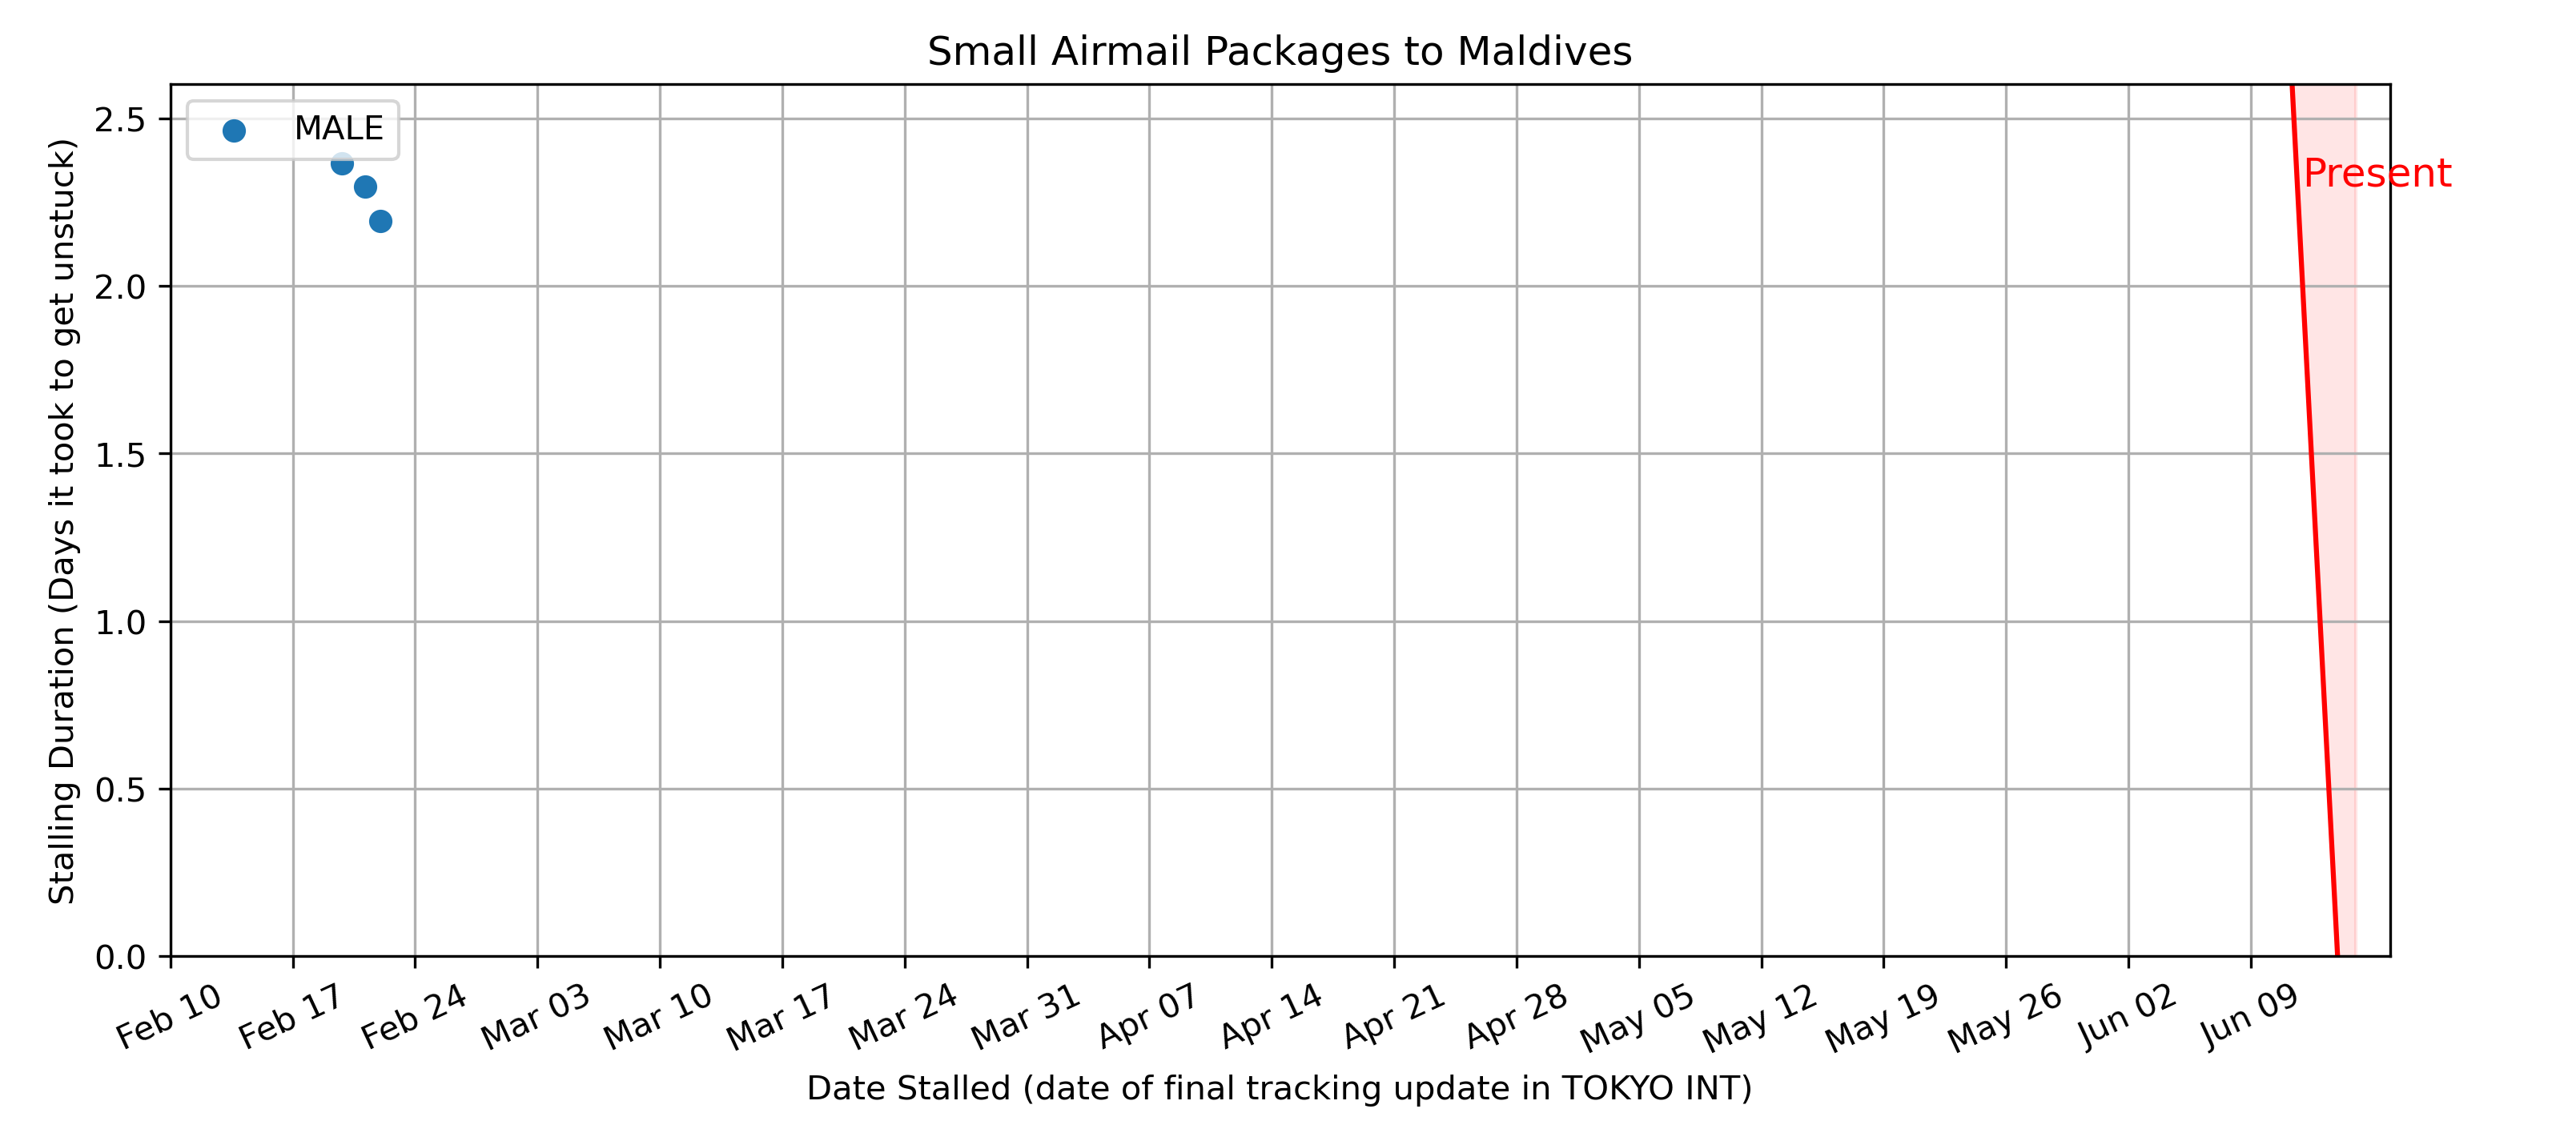 Small Airmail Packages to Maldives
MALE
Present
Stalling Duration (Days it took to get unstuck)
2.5
2.0
1.5
1.0
0.5
0.0
Feb 10
Feb 17
Feb 24
Mar 03
Mar 10
Mar 17
Mar 24
Mar 31
Apr 07
Apr 14
Apr 21
Apr 28
May 05
May 12
May 19
May 26
Jun 02
Jun 09
Date Stalled (date of final tracking update in TOKYO INT)